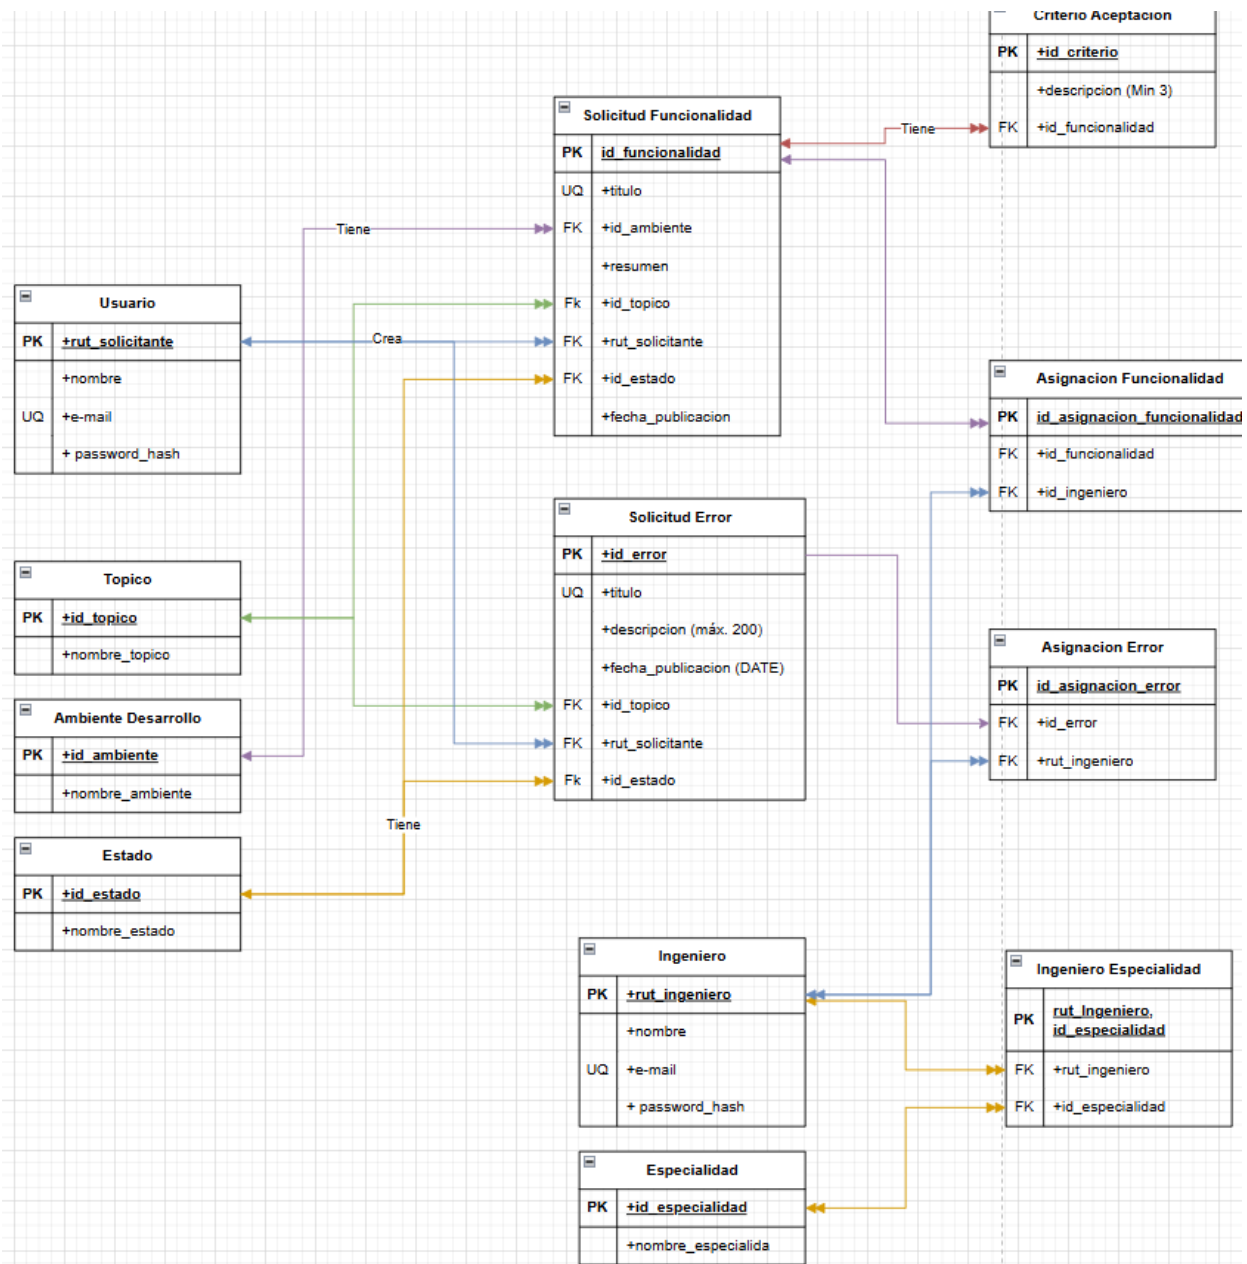 Criterio Aceptacion
PK +id_criterio
+descripcion (Min 3)
FK +id_funcionalidad
Solicitud Funcionalidad
PK id_funcionalidad
UQ +titulo
FK +id_ambiente
+resumen
Fk +id_topico
FK +rut_solicitante
FK +id_estado
+fecha_publicacion
Tiene
Tiene
Crea
Usuario
PK +rut_solicitante
+nombre
UQ +e-mail
+ password_hash
Asignacion Funcionalidad
PK id_asignacion_funcionalidad
FK +id_funcionalidad
FK +id_ingeniero
Solicitud Error
PK +id_error
UQ +titulo
+descripcion (máx. 200)
+fecha_publicacion (DATE)
FK +id_topico
FK +rut_solicitante
Fk +id_estado
Topico
PK +id_topico
+nombre_topico
Asignacion Error
PK id_asignacion_error
FK +id_error
FK +rut_ingeniero
Ambiente Desarrollo
PK +id_ambiente
+nombre_ambiente
Tiene
Estado
PK +id_estado
+nombre_estado
Ingeniero
PK +rut_ingeniero
+nombre
UQ +e-mail
+ password_hash
Ingeniero Especialidad
PK rut_Ingeniero,
id_especialidad
FK +rut_ingeniero
FK +id_especialidad
Especialidad
PK +id_especialidad
+nombre_especialida